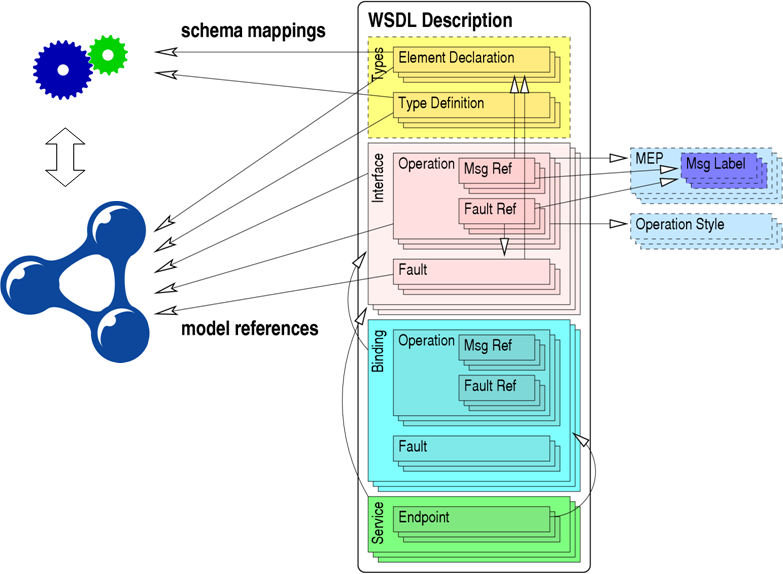 WSDL Description
schema mappings
Types
Element Declaration
Type Definition
Interface
Operation
Msg Ref
Fault Ref
Fault
MEP
Msg Label
Operation Style
model references
Binding
Operation
Msg Ref
Fault Ref
Fault
Service
Endpoint